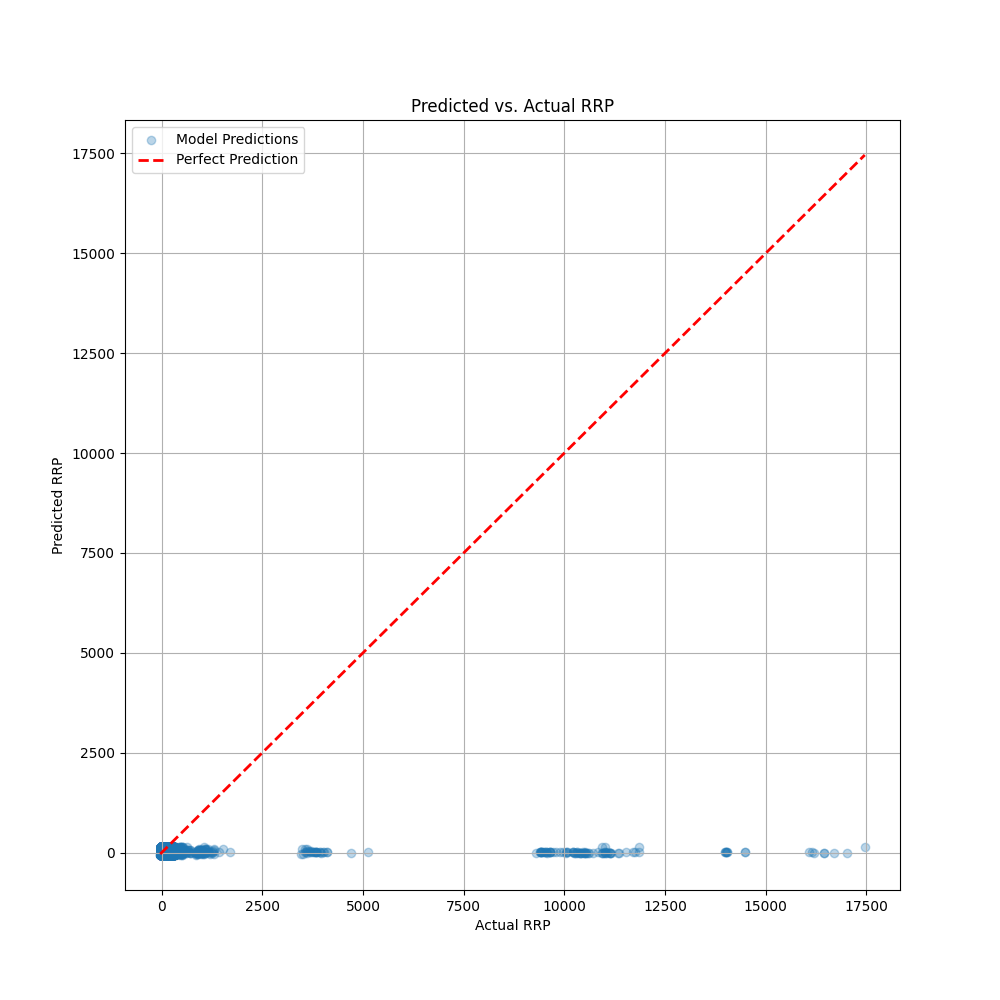 Predicted vs. Actual RRP
Model Predictions
Perfect Prediction
17500
15000
12500
10000
7500
5000
2500
0
Predicted RRP
0 2500 5000 7500 10000 12500 15000 17500
Actual RRP